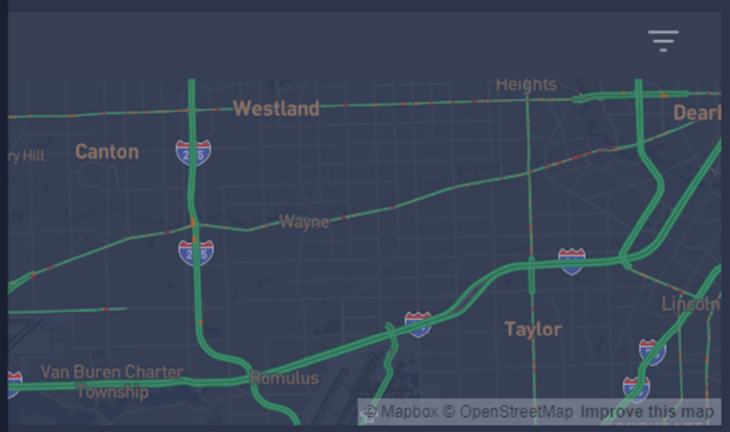 Heights
Westland
Dearb
ry Hill
Canton
Wayne
Lincoln
Taylor
Van Buren Charter
Township
Romulus
© Mapbox © OpenStreetMap Improve this map